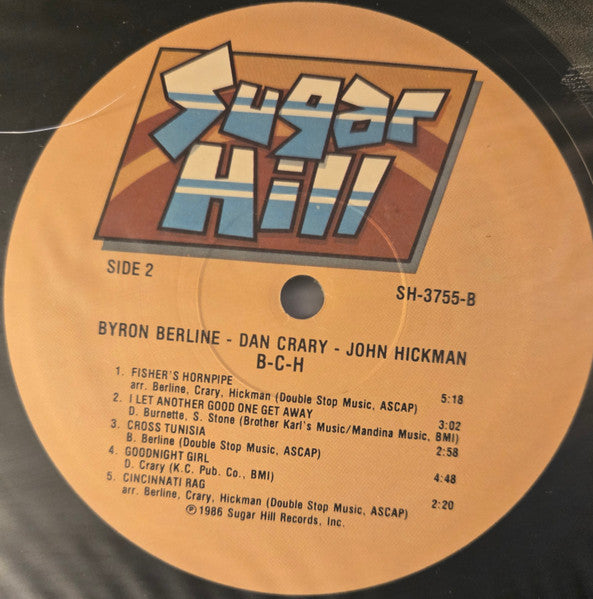 Sugar
Hill
SIDE 2
SH-3755-B
BYRON BERLINE - DAN CRARY - JOHN HICKMAN
B-C-H
1. FISHER'S HORNPIPE
arr. Berline, Crary, Hickman (Double Stop Music, ASCAP) 5:18
2. I LET ANOTHER GOOD ONE GET AWAY
D. Burnette, S. Stone (Brother Karl's Music/Mandina Music, BMI) 3:02
3. CROSS TUNISIA
B. Berline (Double Stop Music, ASCAP) 2:58
4. GOODNIGHT GIRL
D. Crary (K.C. Pub. Co., BMI) 4:48
5. CINCINNATI RAG
arr. Berline, Crary, Hickman (Double Stop Music, ASCAP) 2:20
℗ 1986 Sugar Hill Records, Inc.